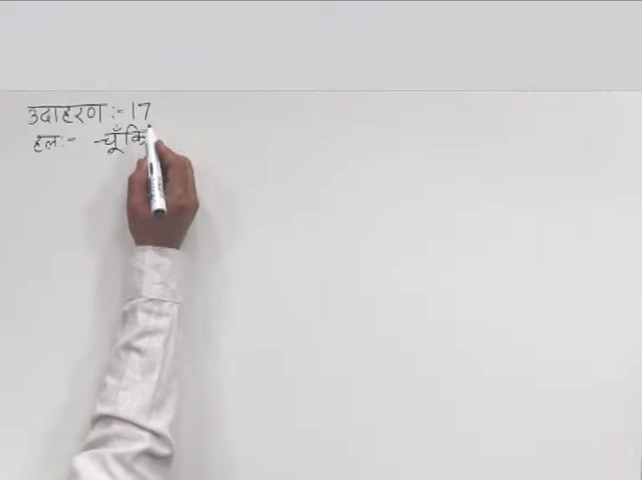 उदाहरण :- 17
हल :- चूँकि